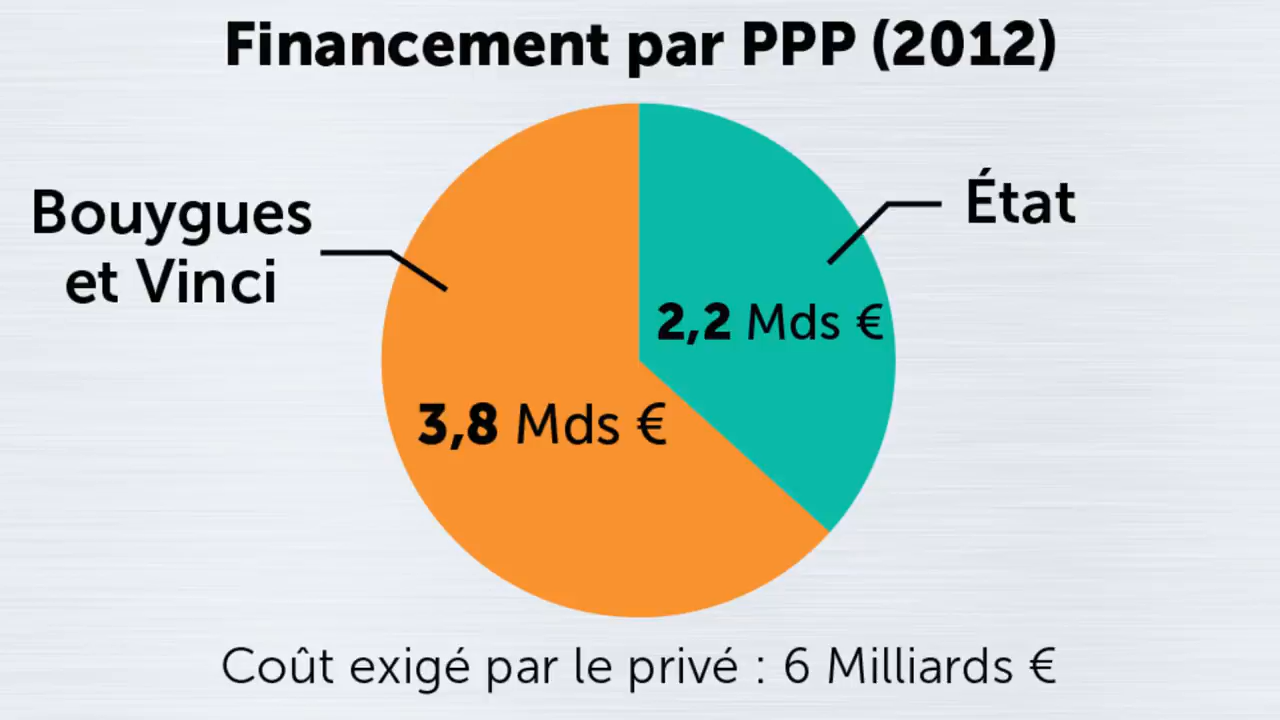 Financement par PPP (2012)
Bouygues
et Vinci
État
2,2 Mds €
3,8 Mds €
Coût exigé par le privé : 6 Milliards €